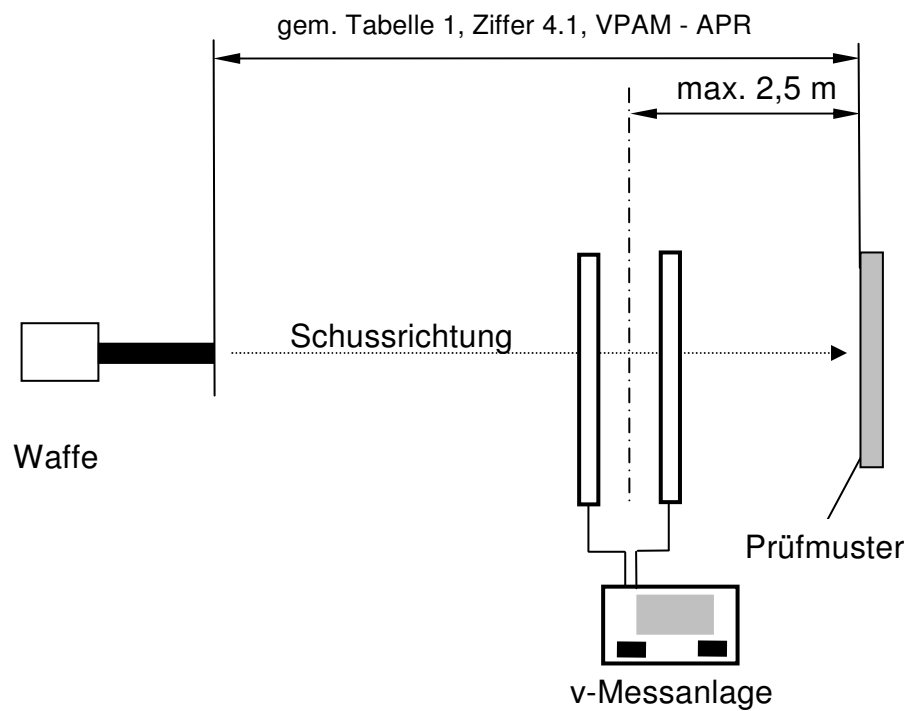 gem. Tabelle 1, Ziffer 4.1, VPAM - APR
max. 2,5 m
Schussrichtung
Waffe
Prüfmuster
v-Messanlage